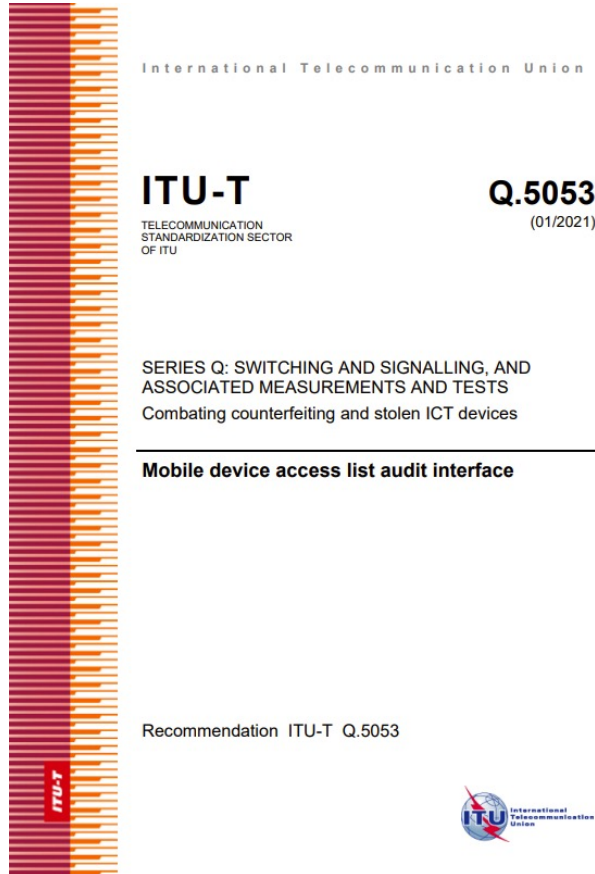 International Telecommunication Union
ITU-T
Q.5053
TELECOMMUNICATION
STANDARDIZATION SECTOR
OF ITU
(01/2021)
SERIES Q: SWITCHING AND SIGNALLING, AND
ASSOCIATED MEASUREMENTS AND TESTS
Combating counterfeiting and stolen ICT devices
Mobile device access list audit interface
Recommendation ITU-T Q.5053
ITU-T
ITU
International
Telecommunication
Union